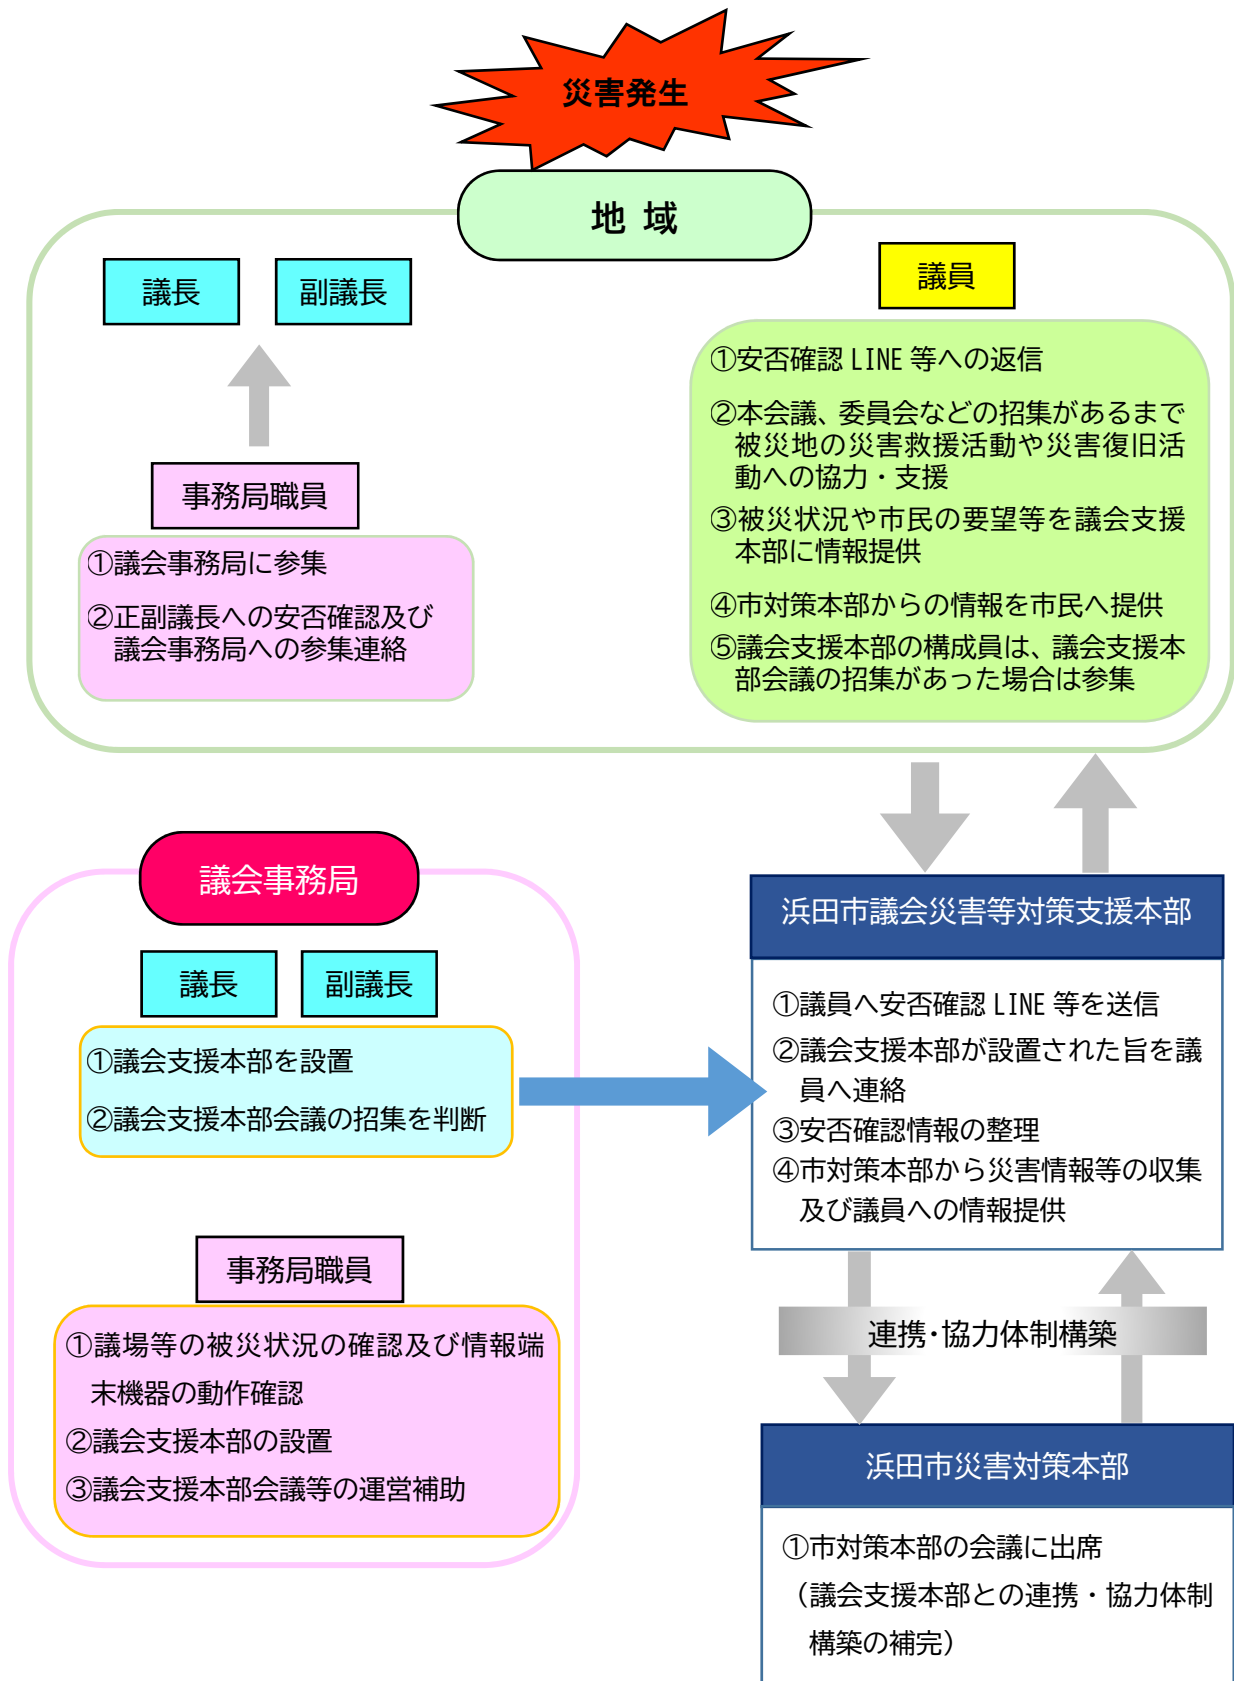 災害発生
地 域
議長
副議長
事務局職員
①議会事務局に参集
②正副議長への安否確認及び
議会事務局への参集連絡
議員
①安否確認 LINE 等への返信
②本会議、委員会などの招集があるまで
被災地の災害救援活動や災害復旧活
動への協力・支援
③被災状況や市民の要望等を議会支援
本部に情報提供
④市対策本部からの情報を市民へ提供
⑤議会支援本部の構成員は、議会支援本
部会議の招集があった場合は参集
議会事務局
議長
副議長
①議会支援本部を設置
②議会支援本部会議の招集を判断
事務局職員
①議場等の被災状況の確認及び情報端
末機器の動作確認
②議会支援本部の設置
③議会支援本部会議等の運営補助
浜田市議会災害等対策支援本部
①議員へ安否確認 LINE 等を送信
②議会支援本部が設置された旨を議
員へ連絡
③安否確認情報の整理
④市対策本部から災害情報等の収集
及び議員への情報提供
連携・協力体制構築
浜田市災害対策本部
①市対策本部の会議に出席
（議会支援本部との連携・協力体制
構築の補完）